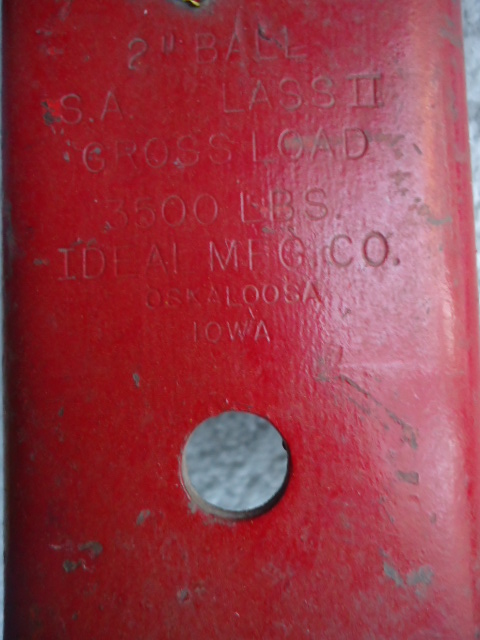 2" BALL
S.A. LASS II
GROSS LOAD
3500 LBS.
IDEAL MFG. CO.
OSKALOOSA
IOWA